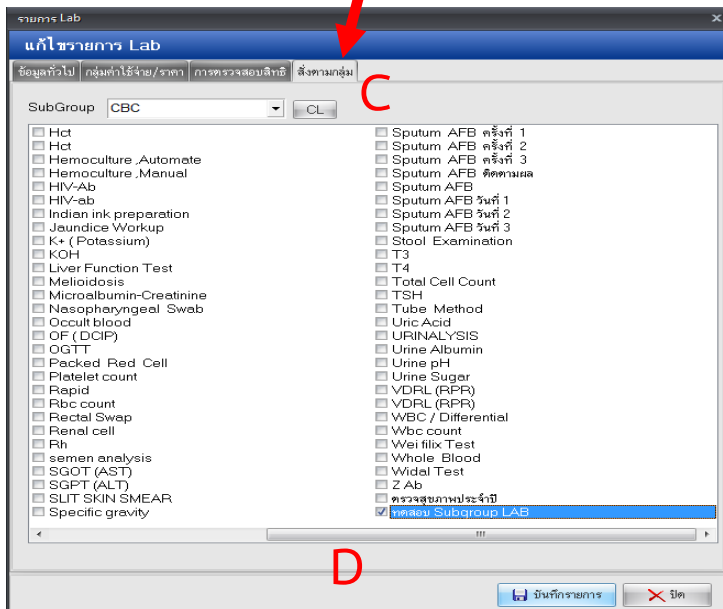 รายการ Lab
แก้ไขรายการ Lab
ข้อมูลทั่วไป กลุ่มค่าใช้จ่าย/ราคา การตรวจสอบสิทธิ สั่งตามกลุ่ม
C
SubGroup CBC CL
Hct
Hct
Hemoculture ,Automate
Hemoculture ,Manual
HIV-Ab
HIV-ab
Indian ink preparation
Jaundice Workup
K+ ( Potassium)
KOH
Liver Function Test
Melioidosis
Microalbumin-Creatinine
Nasopharyngeal Swab
Occult blood
OF ( DCIP)
OGTT
Packed Red Cell
Platelet count
Rapid
Rbc count
Rectal Swap
Renal cell
Rh
semen analysis
SGOT (AST)
SGPT (ALT)
SLIT SKIN SMEAR
Specific gravity
Sputum AFB ครั้งที่ 1
Sputum AFB ครั้งที่ 2
Sputum AFB ครั้งที่ 3
Sputum AFB ติดตามผล
Sputum AFB
Sputum AFB วันที่ 1
Sputum AFB วันที่ 2
Sputum AFB วันที่ 3
Stool Examination
T3
T4
Total Cell Count
TSH
Tube Method
Uric Acid
URINALYSIS
Urine Albumin
Urine pH
Urine Sugar
VDRL (RPR)
VDRL (RPR)
WBC / Differential
Wbc count
Wei filix Test
Whole Blood
Widal Test
Z Ab
ตรวจสุขภาพประจำปี
ทดสอบ Subgroup LAB
D
บันทึกรายการ ปิด